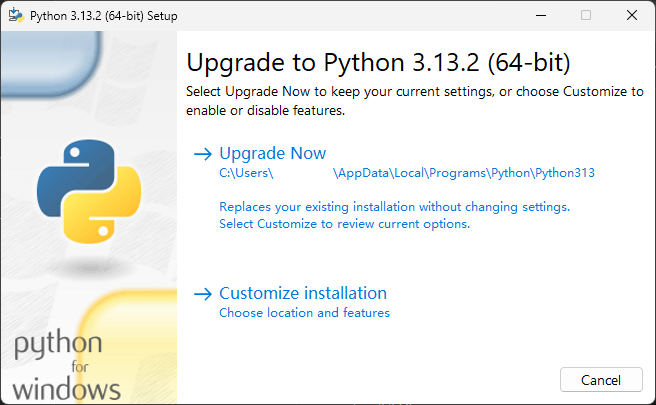 Python 3.13.2 (64-bit) Setup
Upgrade to Python 3.13.2 (64-bit)
Select Upgrade Now to keep your current settings, or choose Customize to
enable or disable features.
Upgrade Now
C:\Users\ \AppData\Local\Programs\Python\Python313
Replaces your existing installation without changing settings.
Select Customize to review current options.
Customize installation
Choose location and features
python
for
windows
Cancel